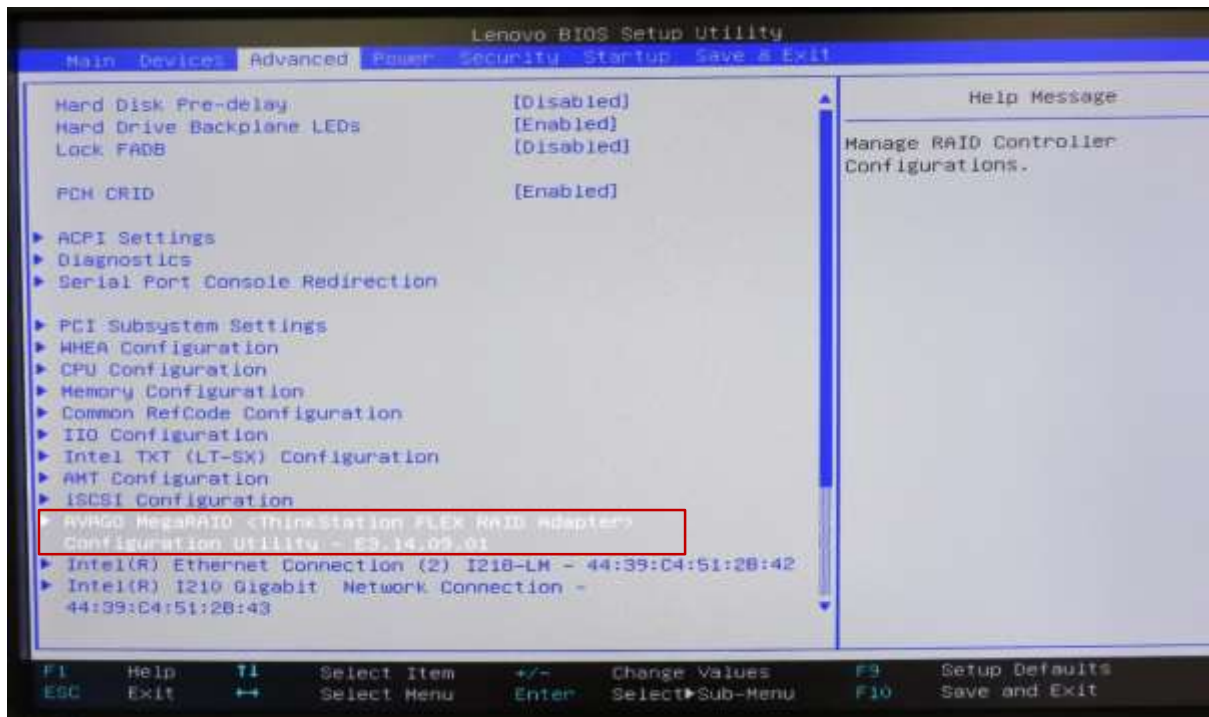 Lenovo BIOS Setup Utility
Main Devices Advanced Power Security Startup Save & Exit
Hard Disk Pre-delay [Disabled]
Hard Drive Backplane LEDs [Enabled]
Lock FADB [Disabled]
PCH CRID [Enabled]
ACPI Settings
Diagnostics
Serial Port Console Redirection
PCI Subsystem Settings
WHEA Configuration
CPU Configuration
Memory Configuration
Common RefCode Configuration
IIO Configuration
Intel TXT (LT-SX) Configuration
AMT Configuration
iSCSI Configuration
AVAGO MegaRAID <ThinkStation FLEX RAID Adapter>
Configuration Utility - 03.14.09.01
Intel(R) Ethernet Connection (2) I218-LM - 44:39:C4:51:2B:42
Intel(R) I210 Gigabit Network Connection -
44:39:C4:51:2B:43
Help Message
Manage RAID Controller
Configurations.
F1 Help ↑↓ Select Item +/- Change Values F9 Setup Defaults
ESC Exit ↔ Select Menu Enter Select▶Sub-Menu F10 Save and Exit